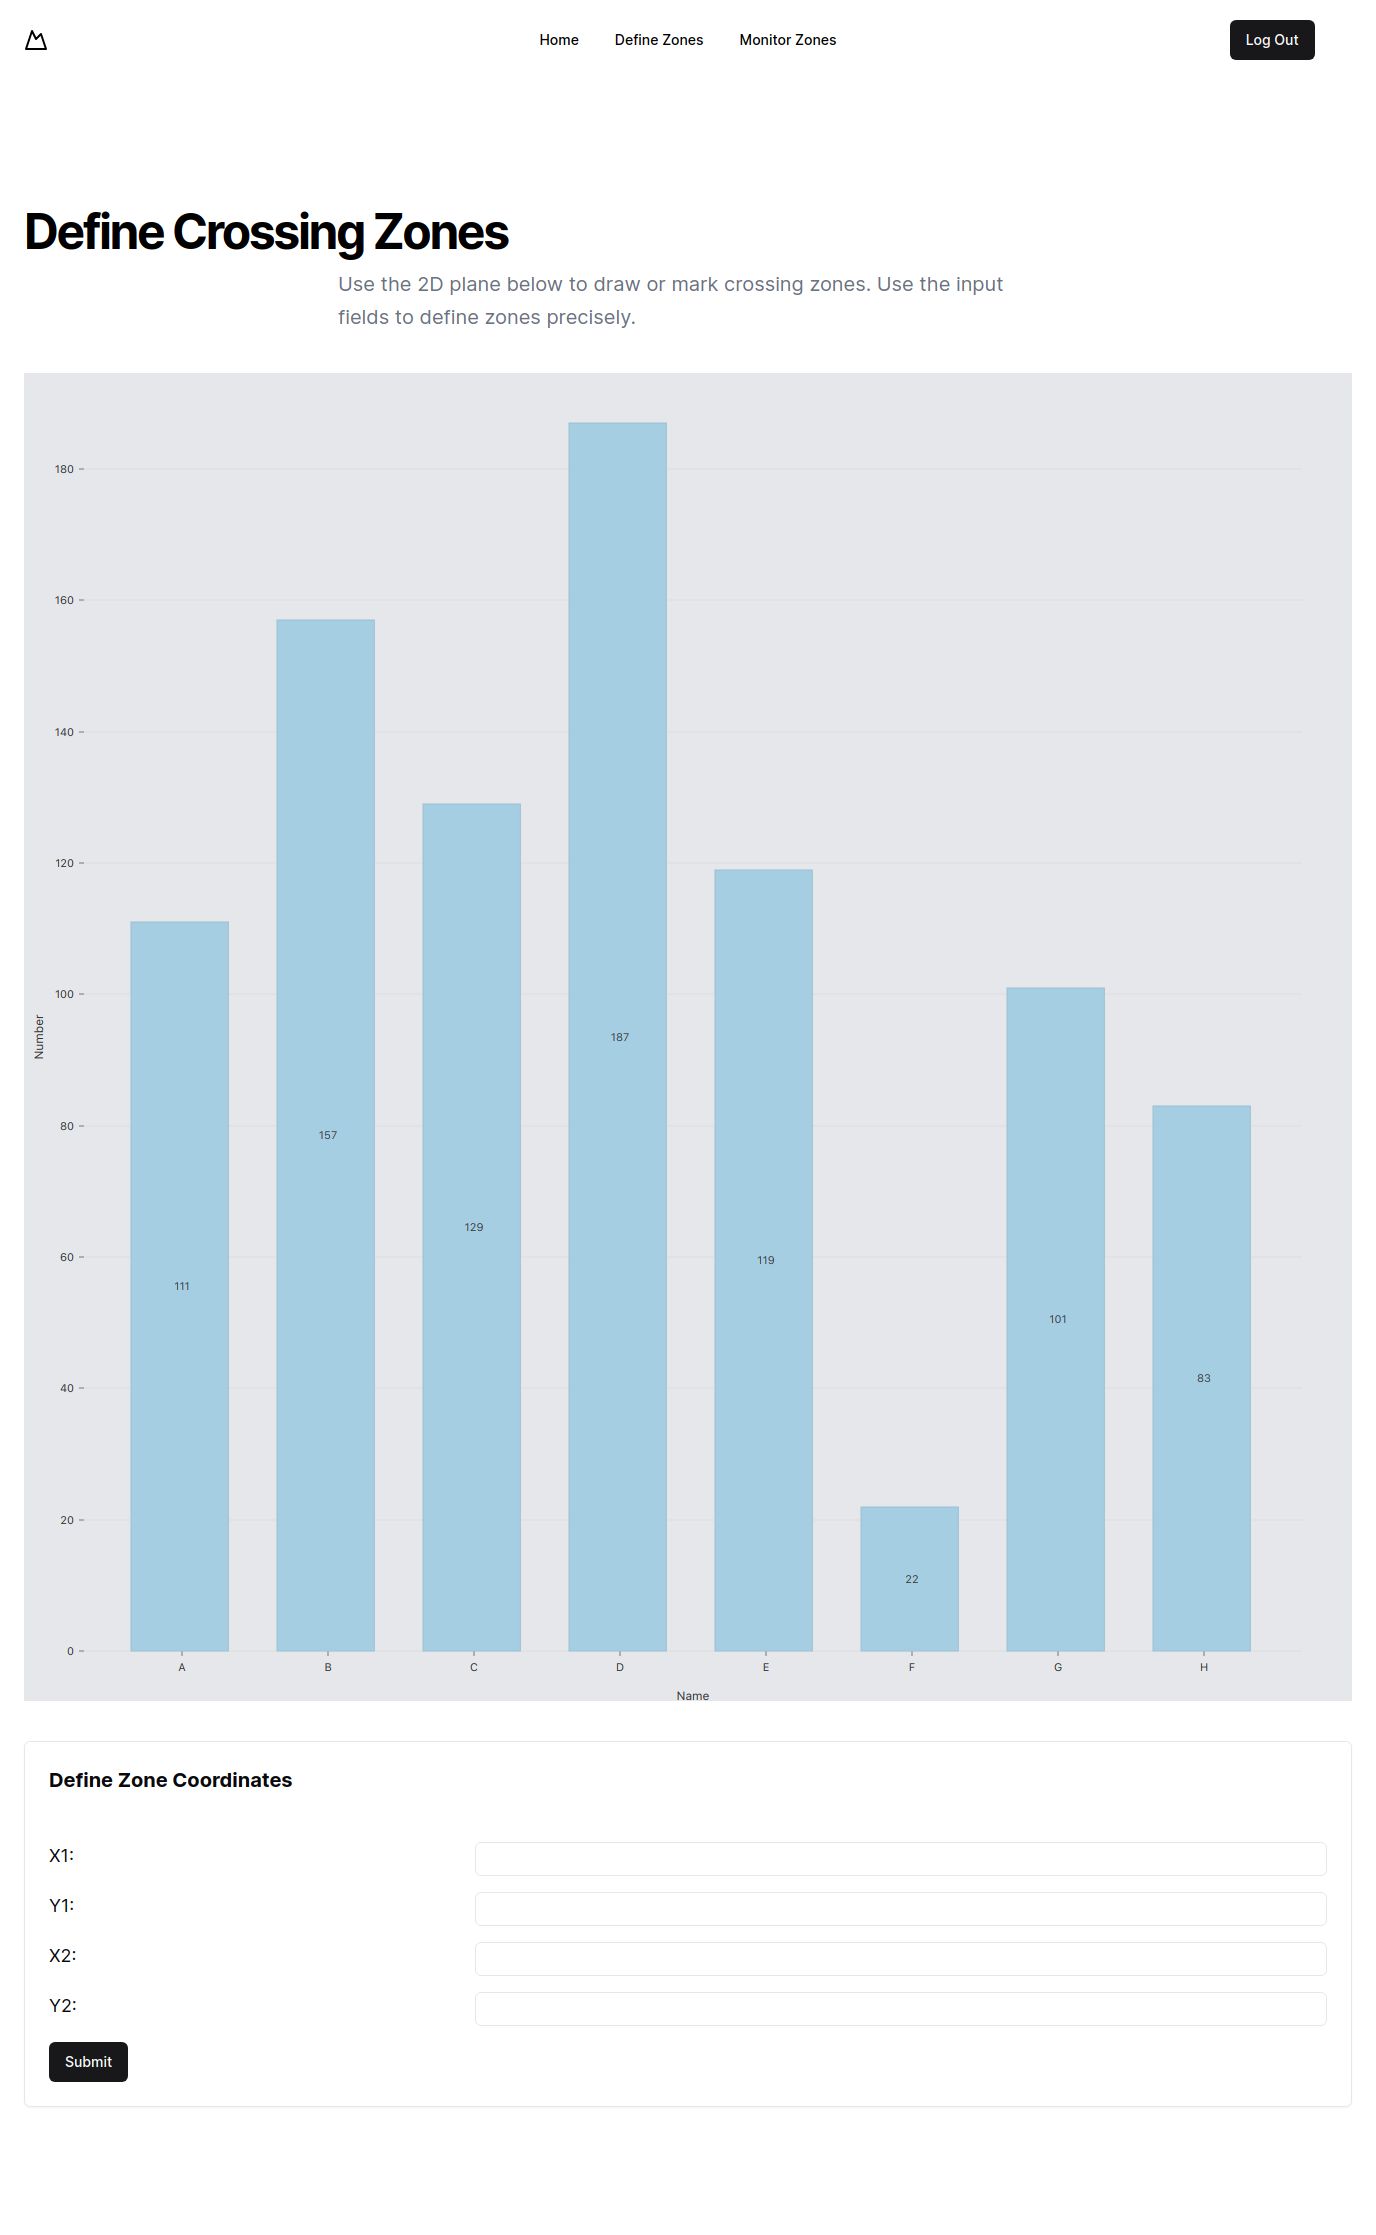 Home Define Zones Monitor Zones Log Out
Define Crossing Zones
Use the 2D plane below to draw or mark crossing zones. Use the input
fields to define zones precisely.
180
160
140
120
100
80
60
40
20
0
Number
111
157
129
187
119
22
101
83
A B C D E F G H
Name
Define Zone Coordinates
X1:
Y1:
X2:
Y2:
Submit